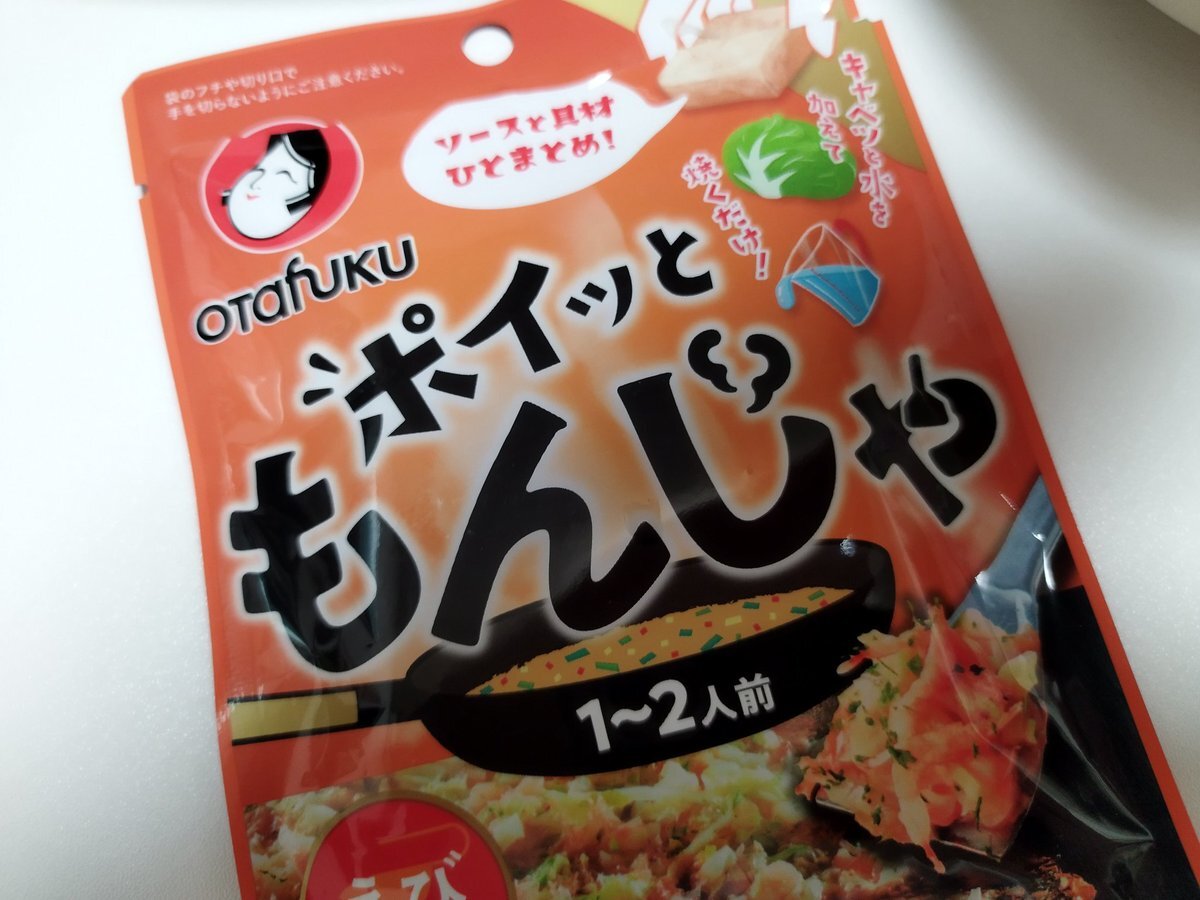 袋のフチや切り口で
手を切らないようにご注意ください。
OTafuKU
ソースと具材
ひとまとめ!
キャベツと水を
加えて
焼くだけ!
ポイッと
もんじゃ
1〜2人前
えび